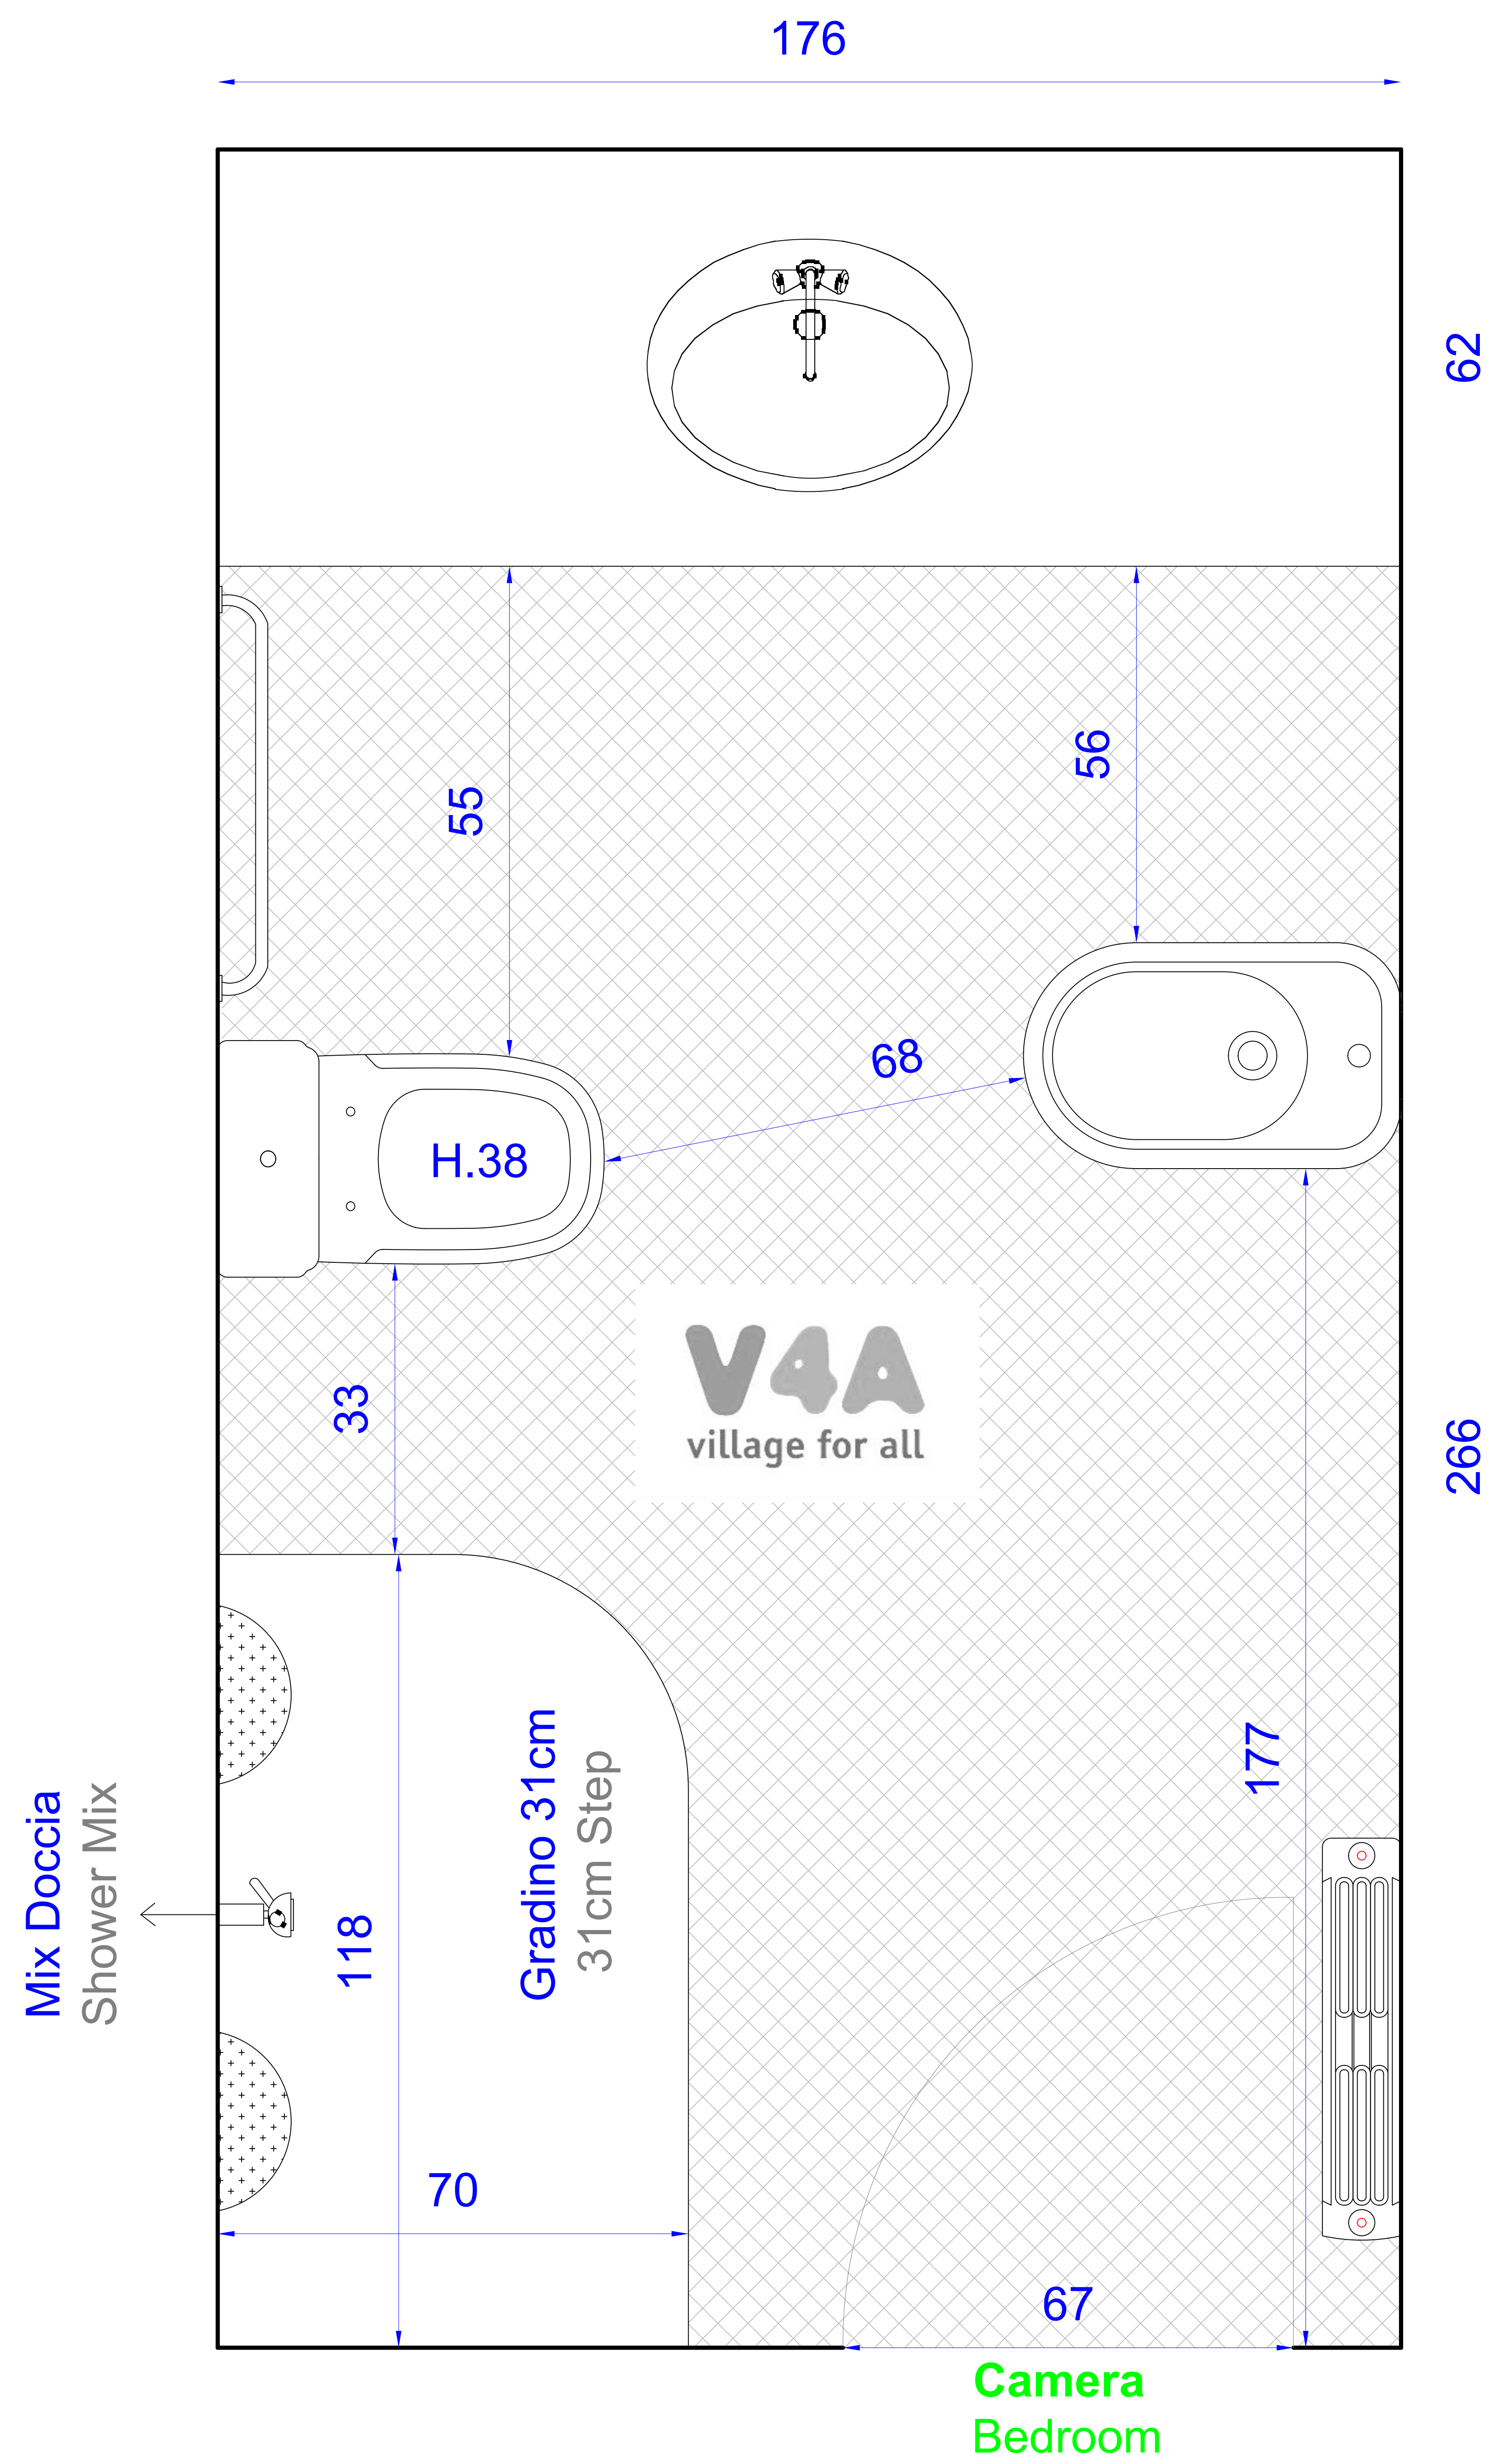 176
62
55
56
68
H.38
33
V4A
village for all
266
177
Gradino 31cm
31cm Step
Mix Doccia
Shower Mix
118
70
67
Camera
Bedroom